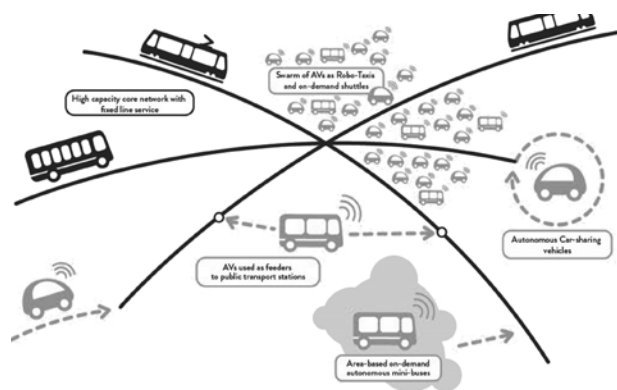 Swarm of AVs as Robo-Taxis
and on-demand shuttles
High capacity core network with
fixed line service
Autonomous Car-sharing
vehicles
AVs used as feeders
to public transport stations
Area-based on-demand
autonomous mini-buses